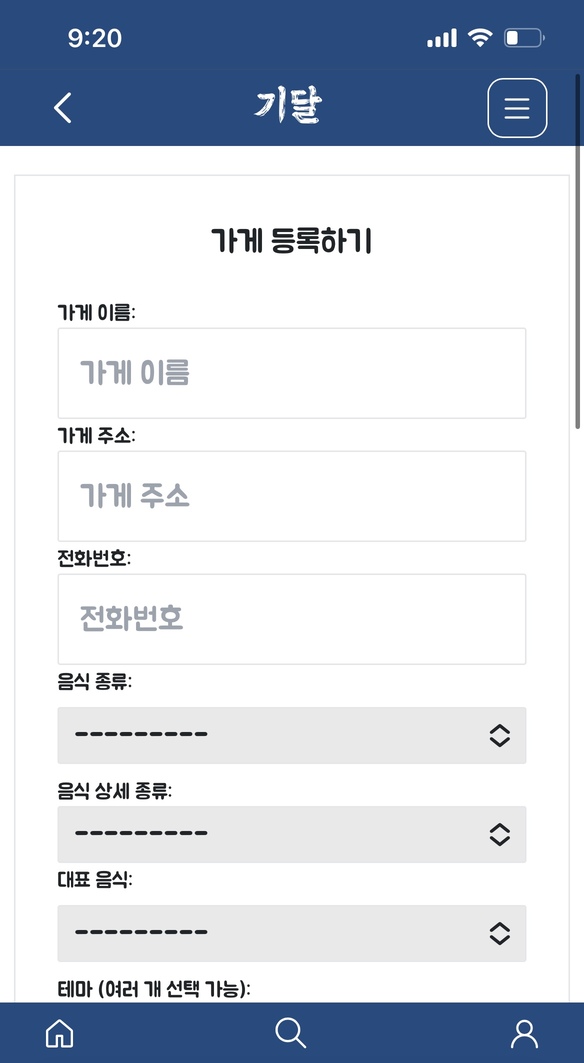 9:20
기달
가게 등록하기
가게 이름:
가게 이름
가게 주소:
가게 주소
전화번호:
전화번호
음식 종류:
---------
음식 상세 종류:
---------
대표 음식:
---------
테마 (여러 개 선택 가능):